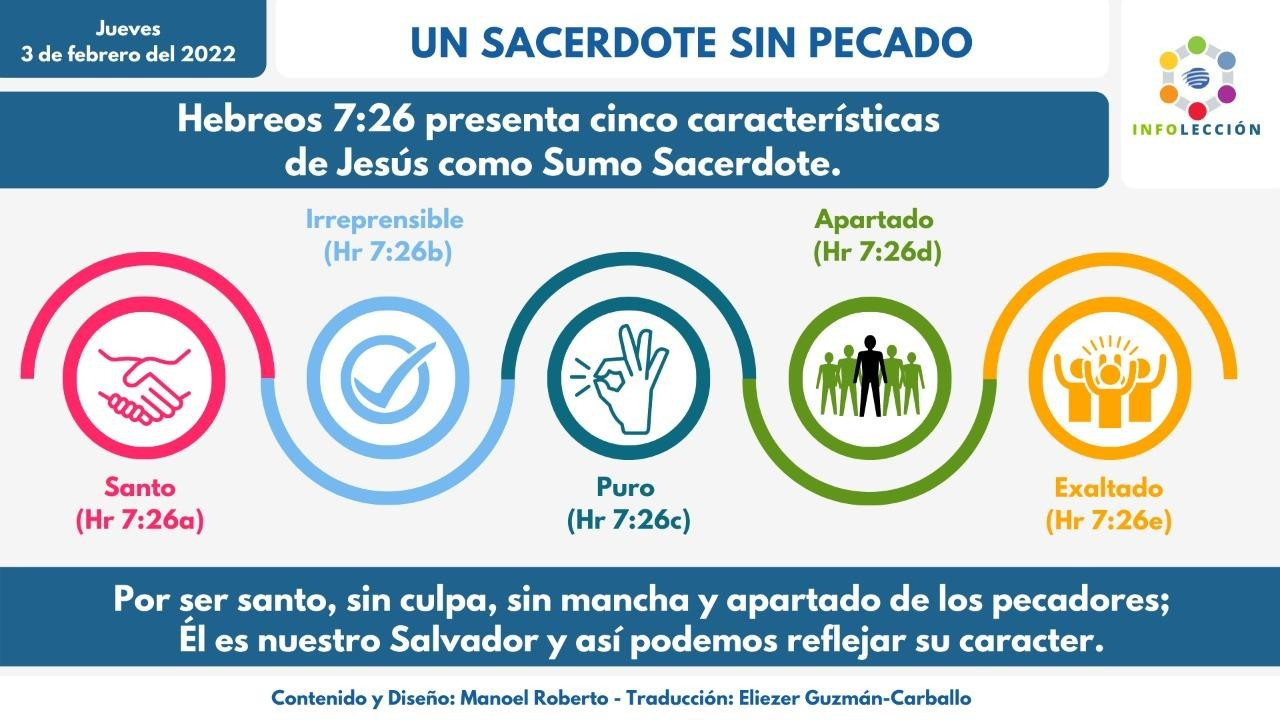 Jueves
3 de febrero del 2022
UN SACERDOTE SIN PECADO
INFOLECCIÓN
Hebreos 7:26 presenta cinco características
de Jesús como Sumo Sacerdote.
Santo
(Hr 7:26a)
Irreprensible
(Hr 7:26b)
Puro
(Hr 7:26c)
Apartado
(Hr 7:26d)
Exaltado
(Hr 7:26e)
Por ser santo, sin culpa, sin mancha y apartado de los pecadores;
Él es nuestro Salvador y así podemos reflejar su caracter.
Contenido y Diseño: Manoel Roberto - Traducción: Eliezer Guzmán-Carballo